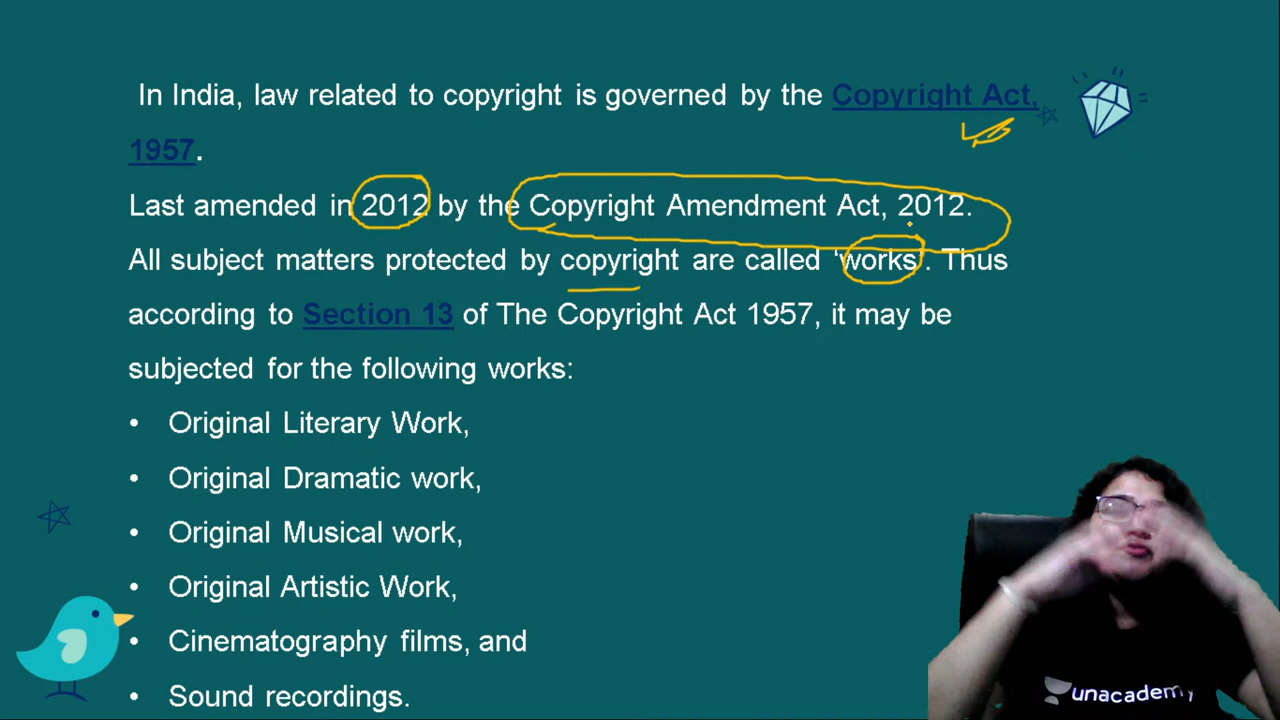 In India, law related to copyright is governed by the Copyright Act,
1957.
Last amended in 2012 by the Copyright Amendment Act, 2012.
All subject matters protected by copyright are called 'works'. Thus
according to Section 13 of The Copyright Act 1957, it may be
subjected for the following works:
• Original Literary Work,
• Original Dramatic work,
• Original Musical work,
• Original Artistic Work,
• Cinematography films, and
• Sound recordings.
unacademy